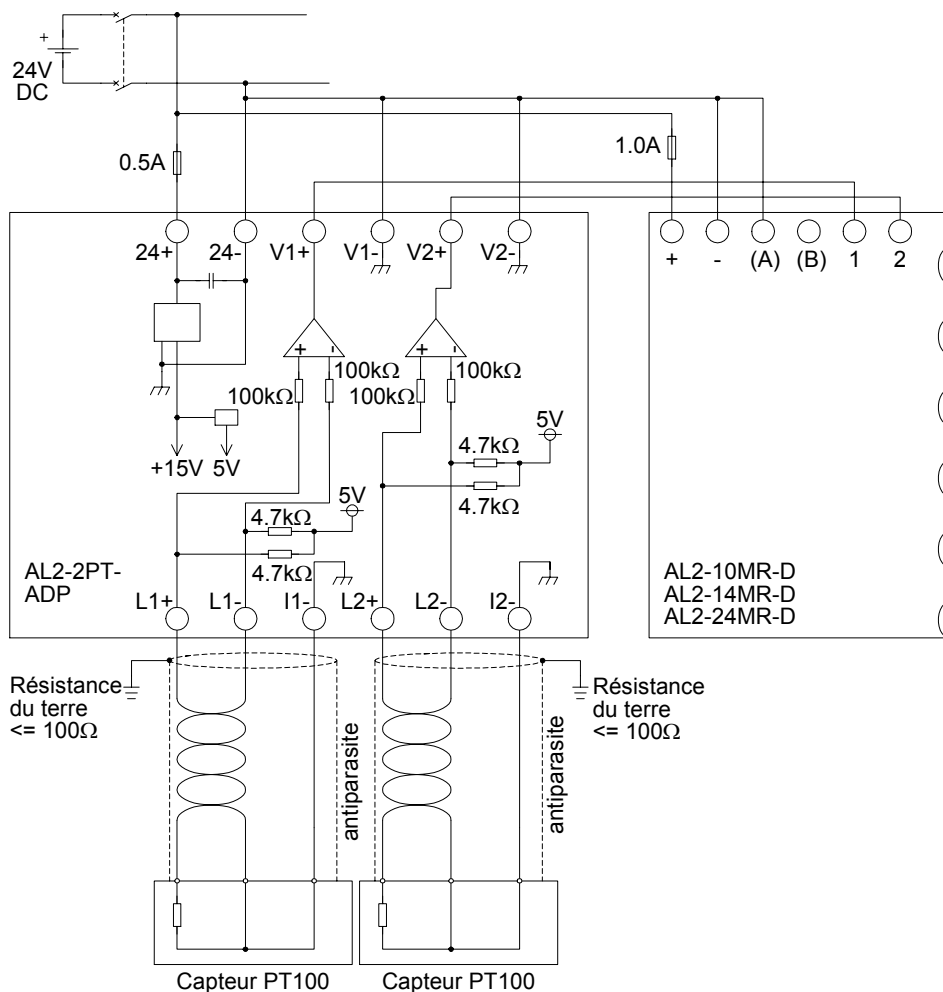 +
24V
DC
0.5A
1.0A
24+ 24- V1+ V1- V2+ V2-
+ - (A) (B) 1 2
+ - + -
100kΩ 100kΩ
100kΩ 100kΩ
5V
4.7kΩ
+15V 5V
4.7kΩ
5V
4.7kΩ
4.7kΩ
AL2-2PT-
ADP
AL2-10MR-D
AL2-14MR-D
AL2-24MR-D
L1+ L1- I1- L2+ L2- I2-
Résistance
du terre
<= 100Ω
antiparasite
antiparasite
Résistance
du terre
<= 100Ω
Capteur PT100
Capteur PT100